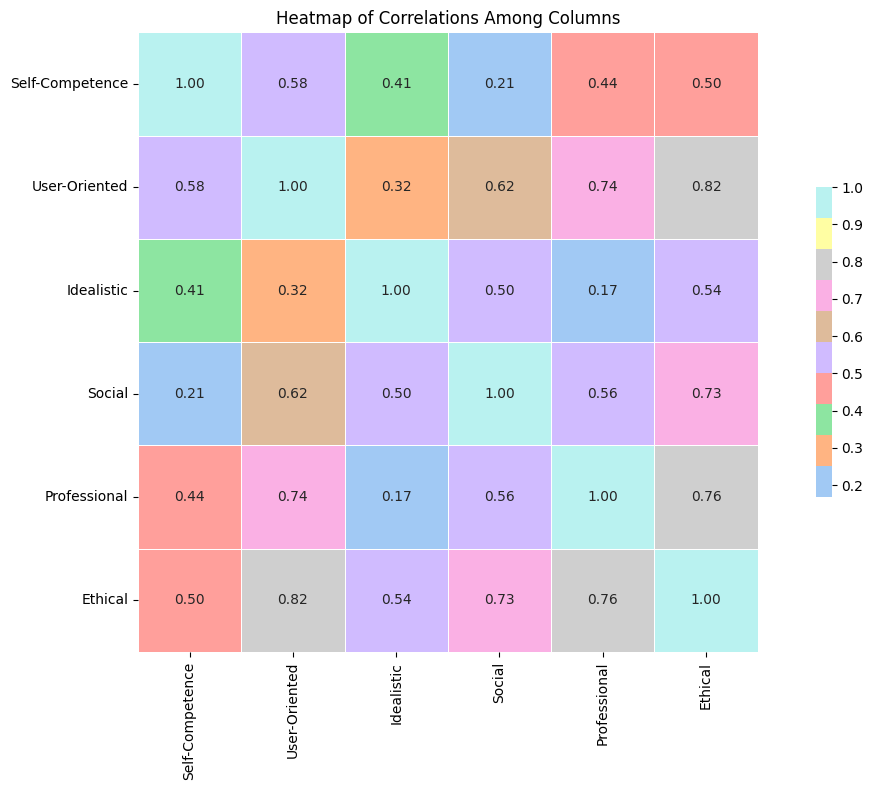 Heatmap of Correlations Among Columns
Self-Competence 1.00 0.58 0.41 0.21 0.44 0.50
User-Oriented 0.58 1.00 0.32 0.62 0.74 0.82
Idealistic 0.41 0.32 1.00 0.50 0.17 0.54
Social 0.21 0.62 0.50 1.00 0.56 0.73
Professional 0.44 0.74 0.17 0.56 1.00 0.76
Ethical 0.50 0.82 0.54 0.73 0.76 1.00
Self-Competence
User-Oriented
Idealistic
Social
Professional
Ethical
1.0
0.9
0.8
0.7
0.6
0.5
0.4
0.3
0.2